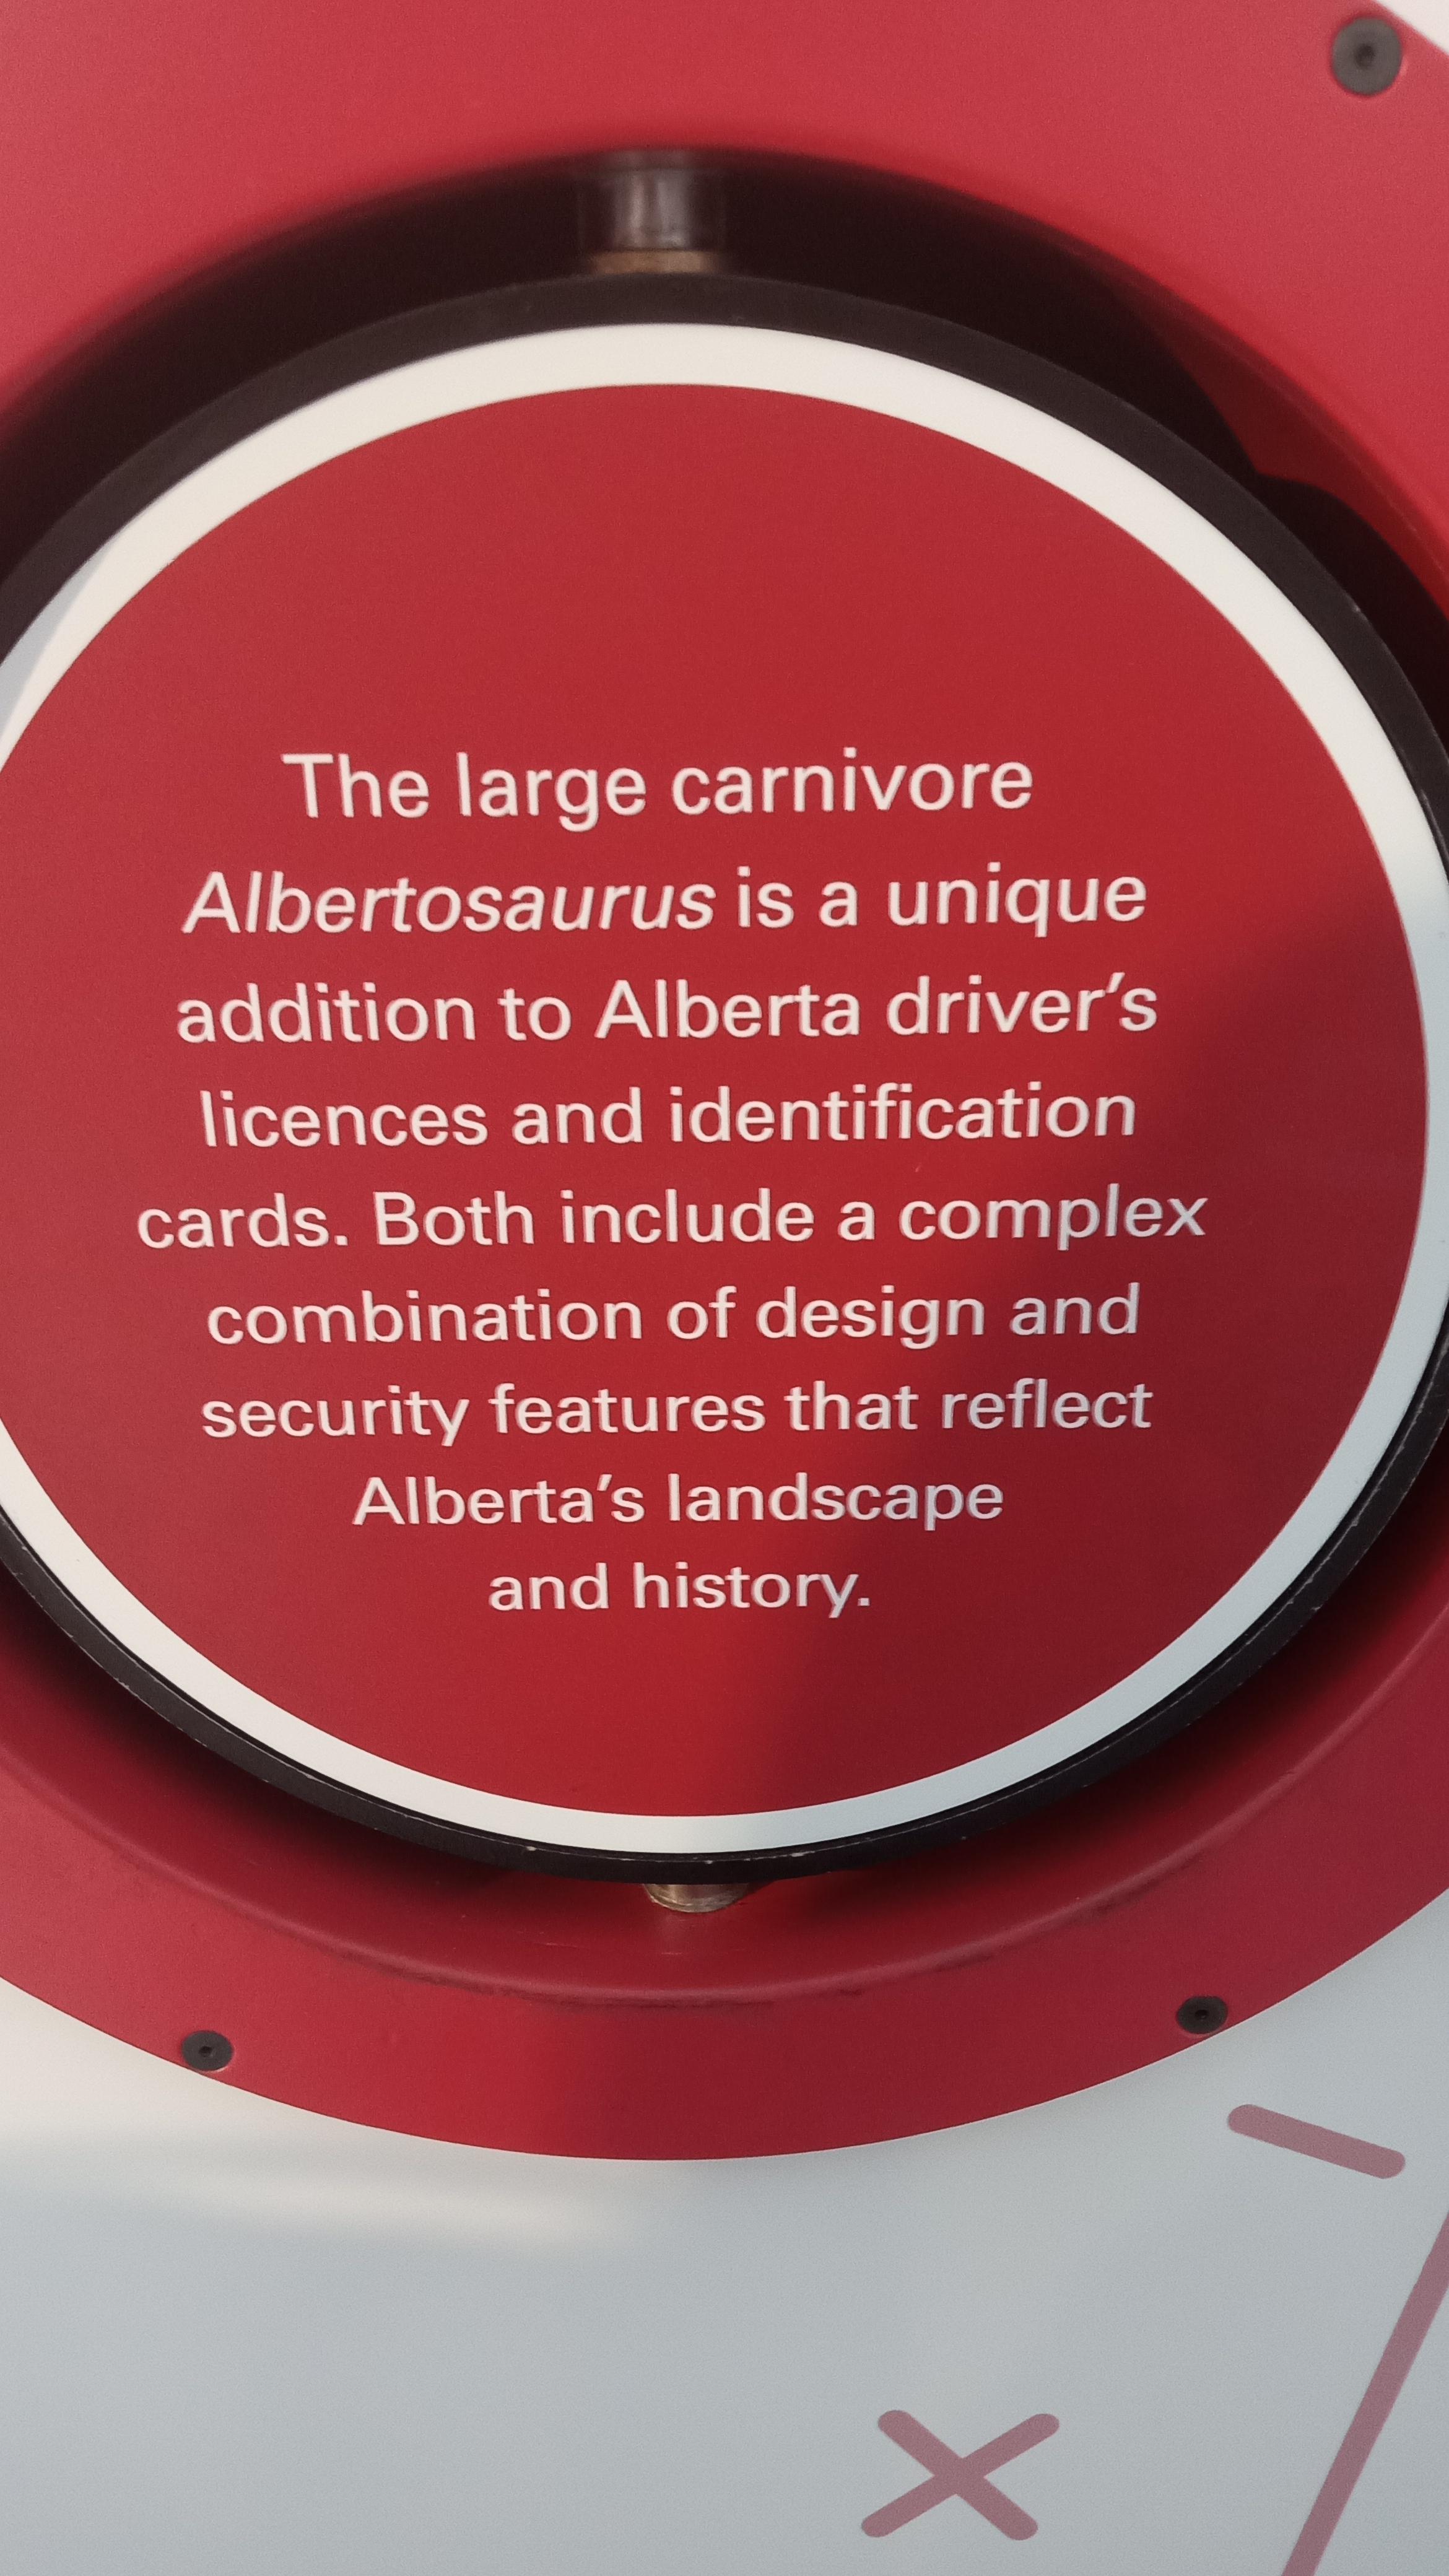 The large carnivore
Albertosaurus is a unique
addition to Alberta driver’s
licences and identification
cards. Both include a complex
combination of design and
security features that reflect
Alberta’s landscape
and history.